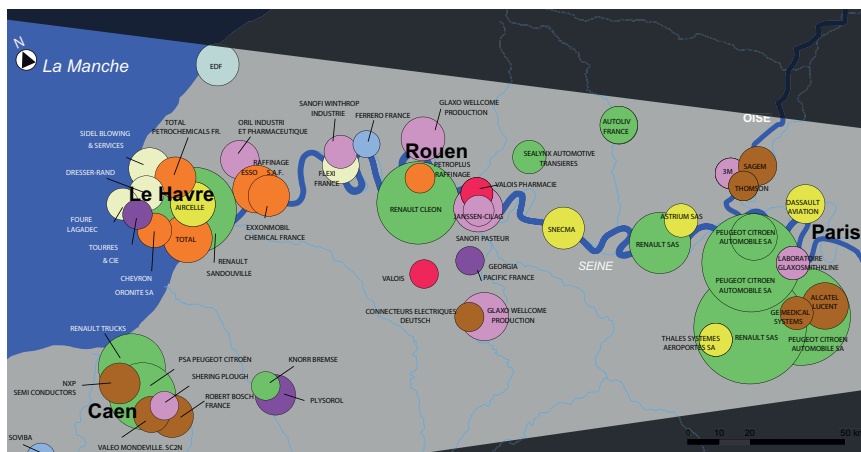 N
La Manche
EDF
OISE
SIDEL BLOWING
& SERVICES
TOTAL
PETROCHEMICALS FR.
ORIL INDUSTRI
ET PHARMACEUTIQUE
SANOFI WINTHROP
INDUSTRIE
FERRERO FRANCE
GLAXO WELLCOME
PRODUCTION
AUTOLIV
FRANCE
SEALYNX AUTOMOTIVE
TRANSIERES
Rouen
DRESSER-RAND
Le Havre
AIRCELLE
RAFFINAGE
ESSO S.A.F.
FLEXI
FRANCE
PETROPLUS
RAFFINAGE
VALOIS PHARMACIE
RENAULT CLEON
JANSSEN-CILAG
3M
SAGEM
THOMSON
DASSAULT
AVIATION
FOURE
LAGADEC
TOURRES
& CIE
CHEVRON
ORONITE SA
TOTAL
RENAULT
SANDOUVILLE
EXXONMOBIL
CHEMICAL FRANCE
SANOFI PASTEUR
SNECMA
SEINE
RENAULT SAS
ASTRIUM SAS
PEUGEOT CITROEN
AUTOMOBILE SA
Paris
VALOIS
GEORGIA
PACIFIC FRANCE
LABORATOIRE
GLAXOSMITHKLINE
PEUGEOT CITROEN
AUTOMOBILE SA
CONNECTEURS ELECTRIQUES
DEUTSCH
GLAXO WELLCOME
PRODUCTION
GE MEDICAL
SYSTEMS
ALCATEL
LUCENT
THALES SYSTEMES
AEROPORTES SA
RENAULT SAS
PEUGEOT CITROEN
AUTOMOBILE SA
RENAULT TRUCKS
PSA PEUGEOT CITROËN
NXP
SEMI CONDUCTORS
SHERING PLOUGH
ROBERT BOSCH
FRANCE
KNORR BREMSE
PLYSOROL
Caen
VALEO MONDEVILLE. SC2N
SOVIBA
0 10 20 50 km